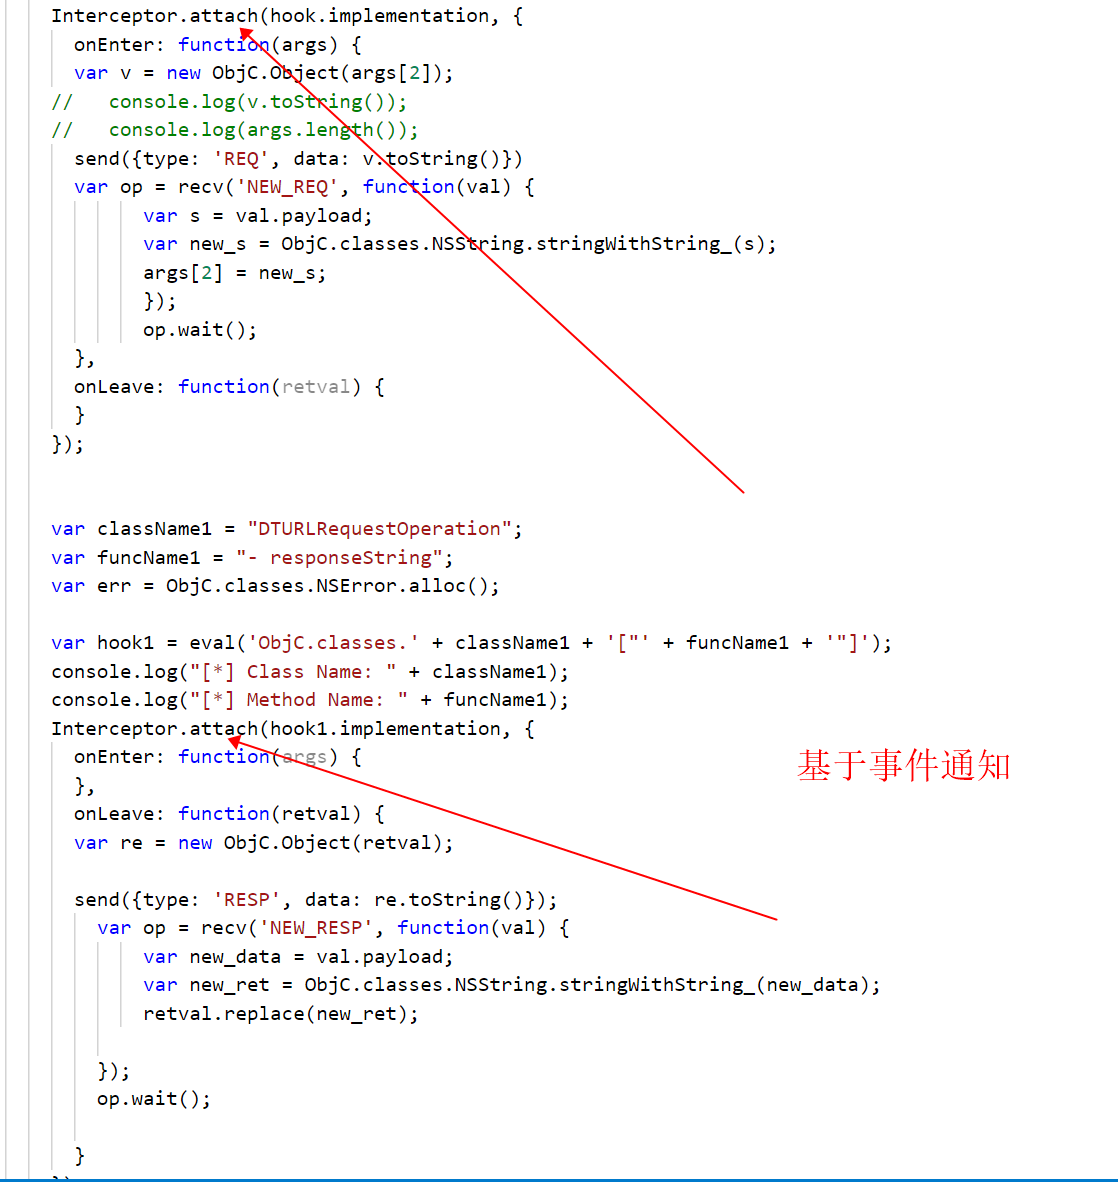 Interceptor.attach(hook.implementation, {
onEnter: function(args) {
var v = new ObjC.Object(args[2]);
//   console.log(v.toString());
//   console.log(args.length());
send({type: 'REQ', data: v.toString()})
var op = recv('NEW_REQ', function(val) {
var s = val.payload;
var new_s = ObjC.classes.NSString.stringWithString_(s);
args[2] = new_s;
});
op.wait();
},
onLeave: function(retval) {
}
});
var className1 = "DTURLRequestOperation";
var funcName1 = "- responseString";
var err = ObjC.classes.NSError.alloc();
var hook1 = eval('ObjC.classes.' + className1 + '["' + funcName1 + '"]');
console.log("[*] Class Name: " + className1);
console.log("[*] Method Name: " + funcName1);
Interceptor.attach(hook1.implementation, {
onEnter: function(args) {
基于事件通知
},
onLeave: function(retval) {
var re = new ObjC.Object(retval);
send({type: 'RESP', data: re.toString()});
var op = recv('NEW_RESP', function(val) {
var new_data = val.payload;
var new_ret = ObjC.classes.NSString.stringWithString_(new_data);
retval.replace(new_ret);
});
op.wait();
}